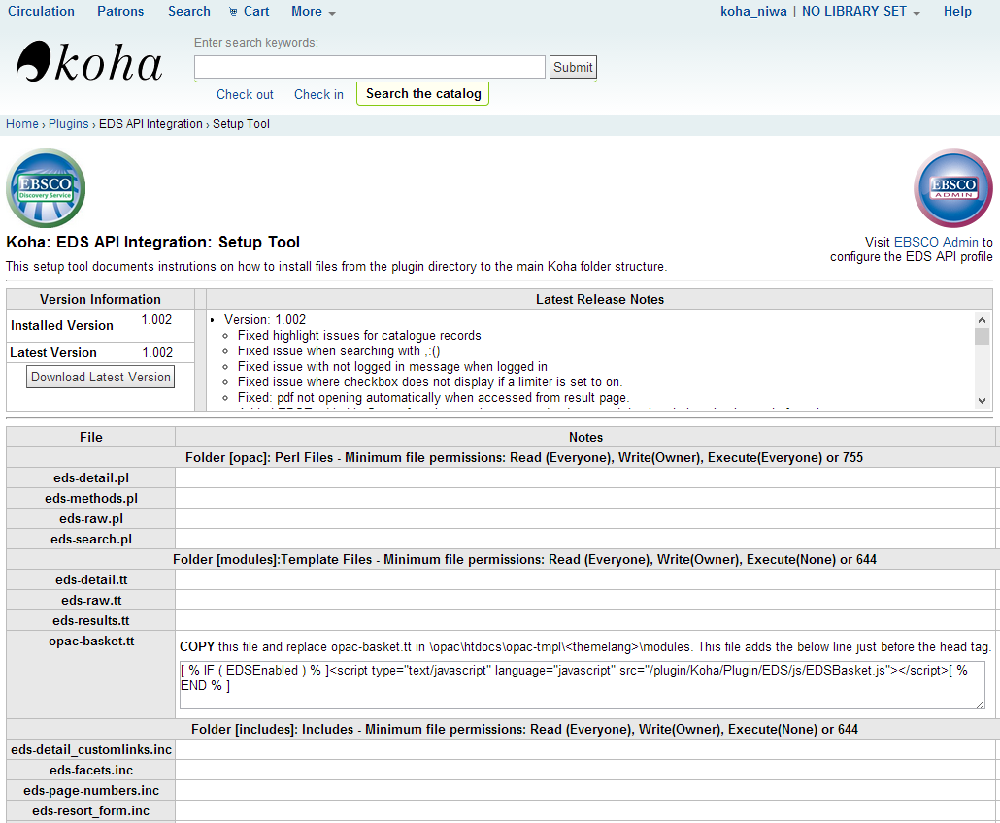 Circulation Patrons Search Cart More koha_niwa | NO LIBRARY SET Help
koha
Enter search keywords:
Submit
Check out Check in Search the catalog
Home › Plugins › EDS API Integration › Setup Tool
EBSCO
Discovery Service
EBSCO
ADMIN
Koha: EDS API Integration: Setup Tool
Visit EBSCO Admin to
configure the EDS API profile
This setup tool documents instrutions on how to install files from the plugin directory to the main Koha folder structure.
Version Information
Installed Version 1.002
Latest Version 1.002
Download Latest Version
Latest Release Notes
• Version: 1.002
Fixed highlight issues for catalogue records
Fixed issue when searching with ,:()
Fixed issue with not logged in message when logged in
Fixed issue where checkbox does not display if a limiter is set to on.
Fixed: pdf not opening automatically when accessed from result page.
File Notes
Folder [opac]: Perl Files - Minimum file permissions: Read (Everyone), Write(Owner), Execute(Everyone) or 755
eds-detail.pl
eds-methods.pl
eds-raw.pl
eds-search.pl
Folder [modules]:Template Files - Minimum file permissions: Read (Everyone), Write(Owner), Execute(None) or 644
eds-detail.tt
eds-raw.tt
eds-results.tt
opac-basket.tt
COPY this file and replace opac-basket.tt in \opac\htdocs\opac-tmpl\<themelang>\modules. This file adds the below line just before the head tag.
[ % IF ( EDSEnabled ) % ]<script type="text/javascript" language="javascript" src="/plugin/Koha/Plugin/EDS/js/EDSBasket.js"></script>[ %
END % ]
Folder [includes]: Includes - Minimum file permissions: Read (Everyone), Write(Owner), Execute(None) or 644
eds-detail_customlinks.inc
eds-facets.inc
eds-page-numbers.inc
eds-resort_form.inc